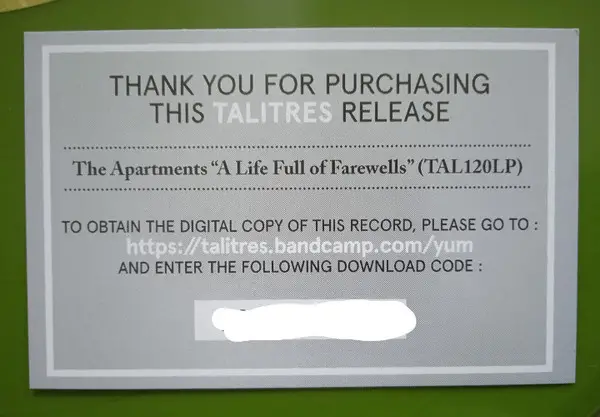 THANK YOU FOR PURCHASING
THIS TALITRES RELEASE
The Apartments “A Life Full of Farewells” (TAL120LP)
TO OBTAIN THE DIGITAL COPY OF THIS RECORD, PLEASE GO TO :
https://talitres.bandcamp.com/yum
AND ENTER THE FOLLOWING DOWNLOAD CODE :